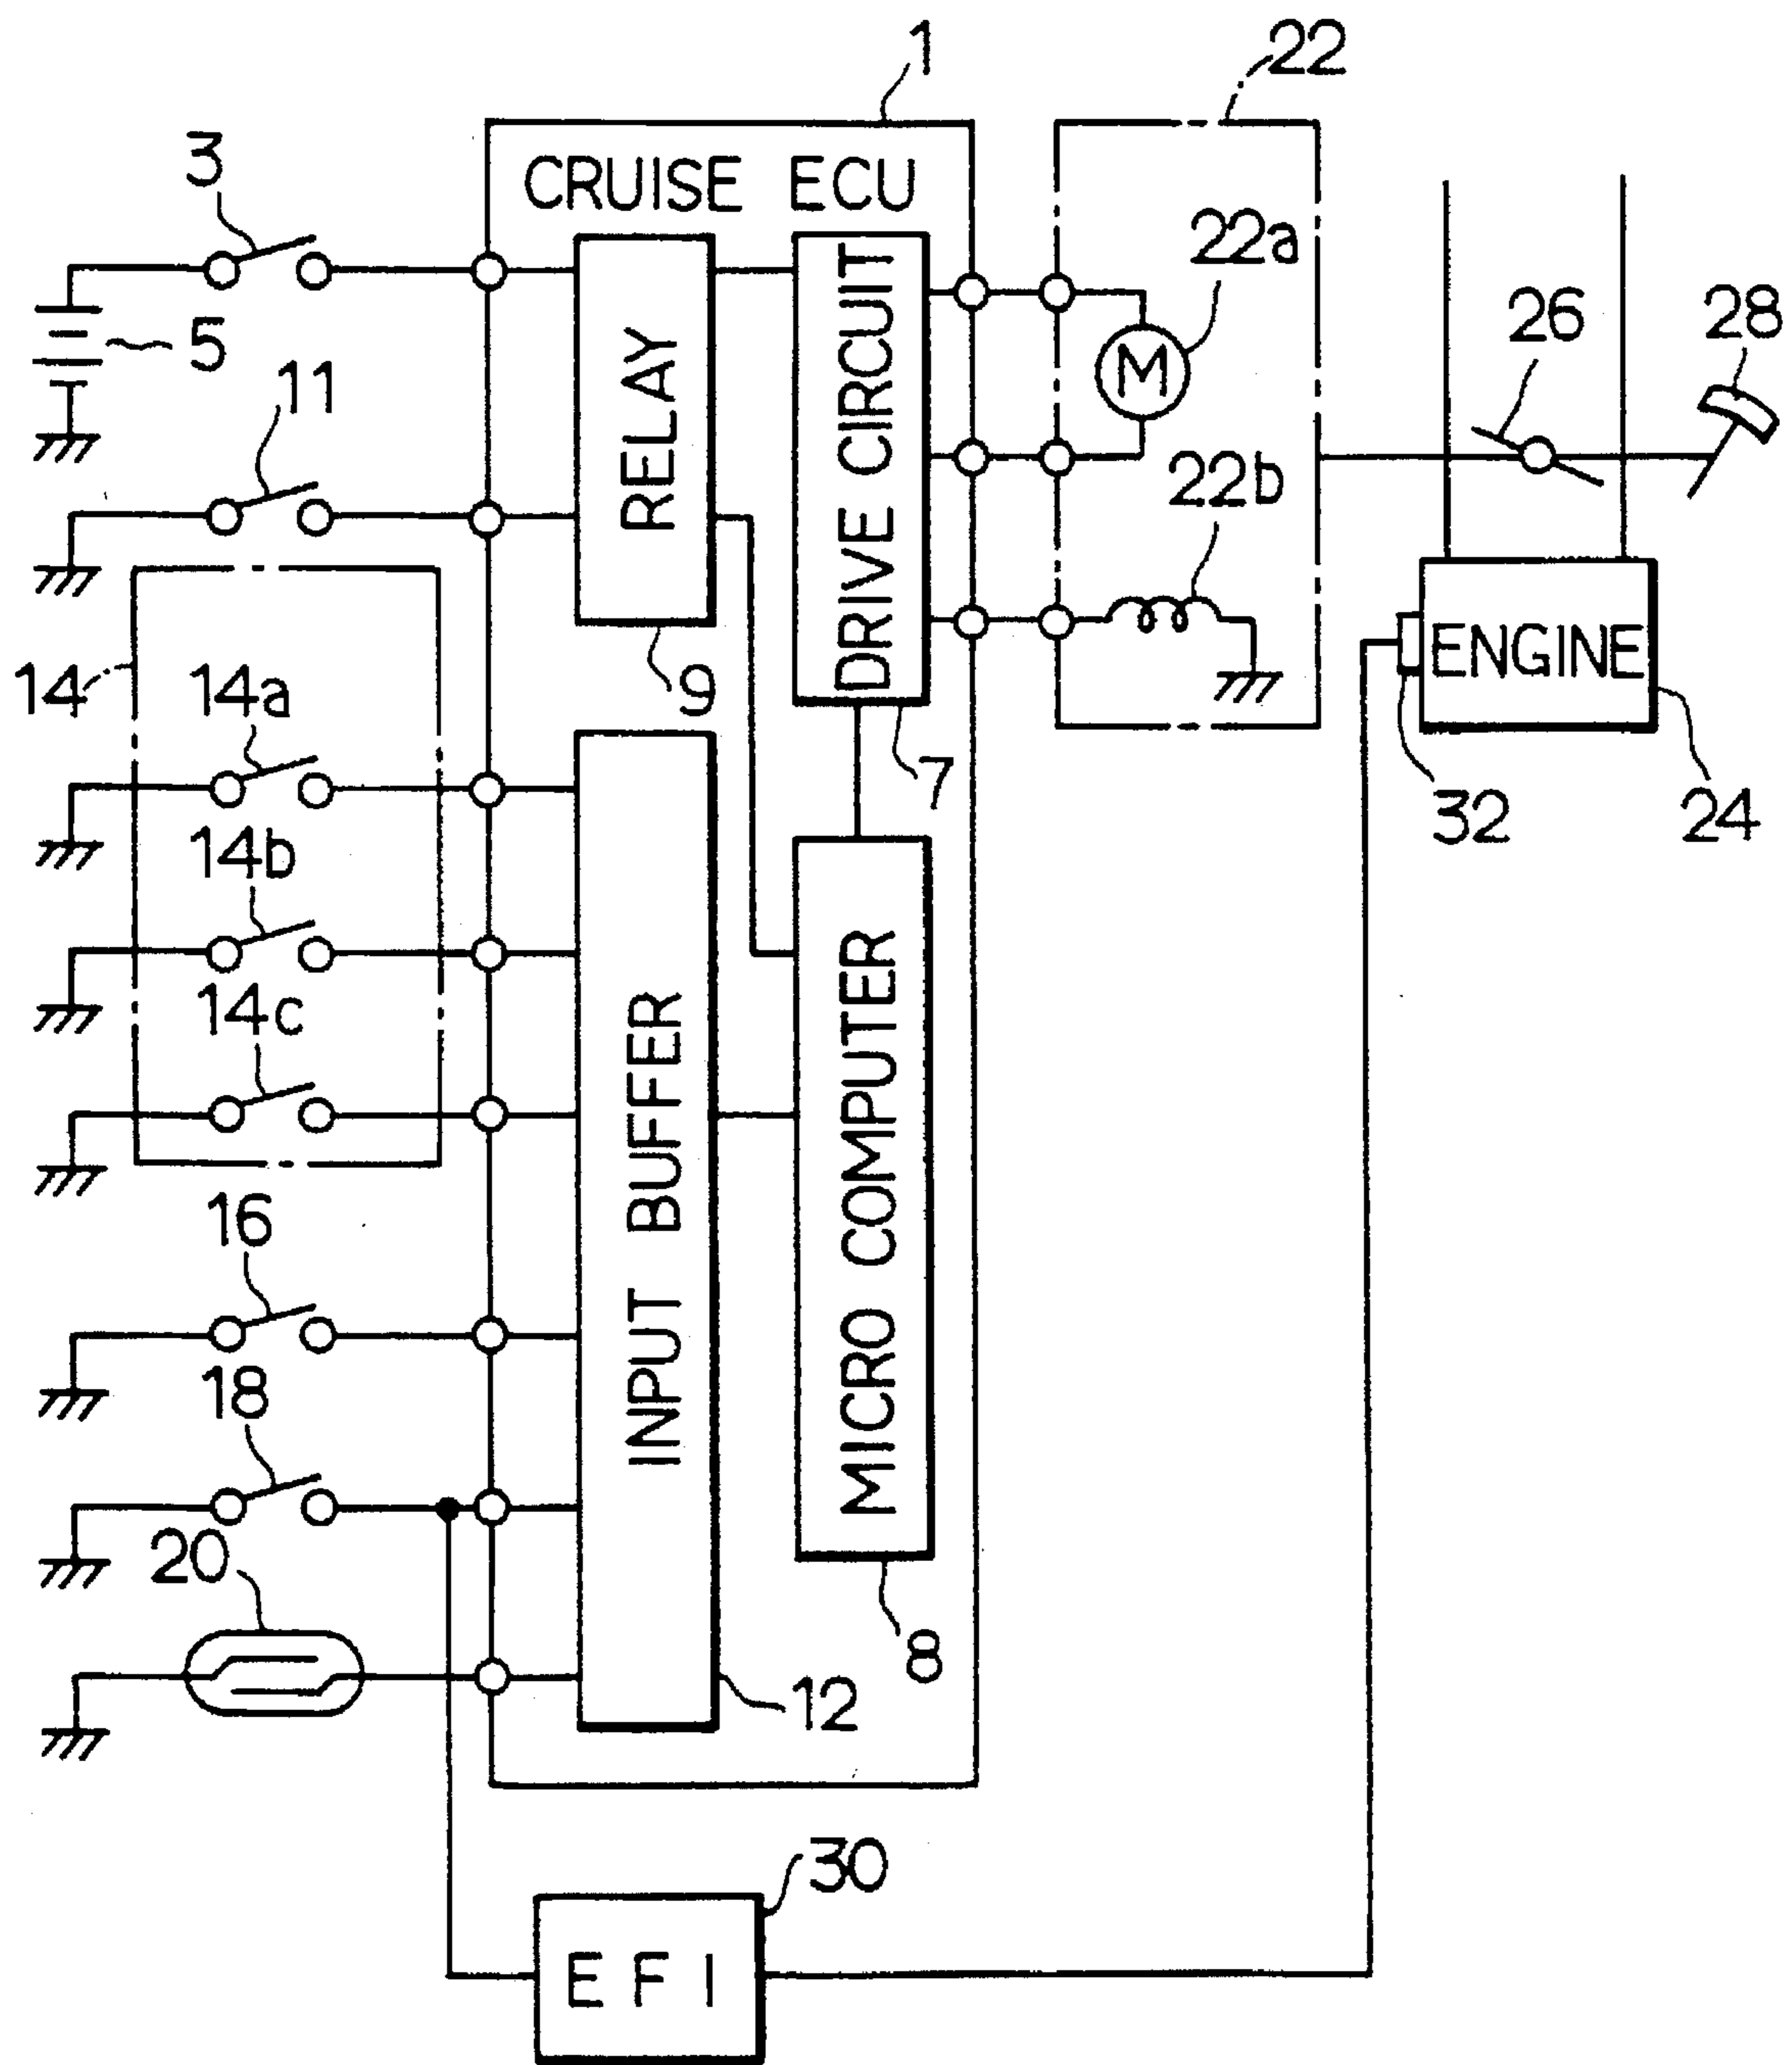 1
22
3
CRUISE ECU
22a
5
RELAY
DRIVE CIRCUIT
M
26
28
11
22b
14
14a
9
7
ENGINE
32
24
14b
14c
INPUT BUFFER
MICRO COMPUTER
16
18
20
8
12
30
EFI